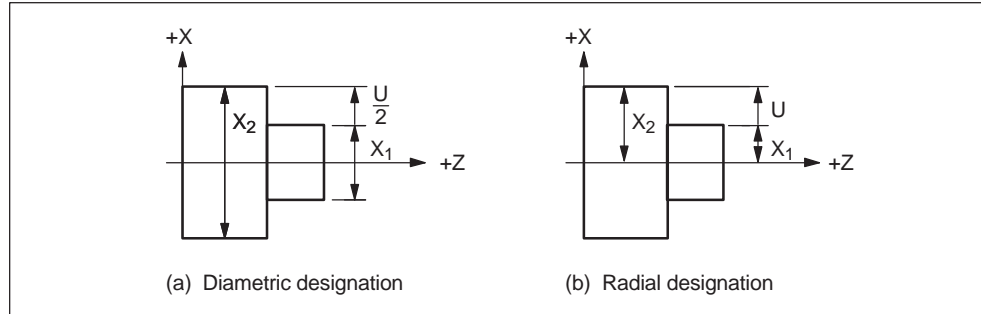 +X
U
2
X2
X1
+Z
(a) Diametric designation
+X
U
X2
X1
+Z
(b) Radial designation